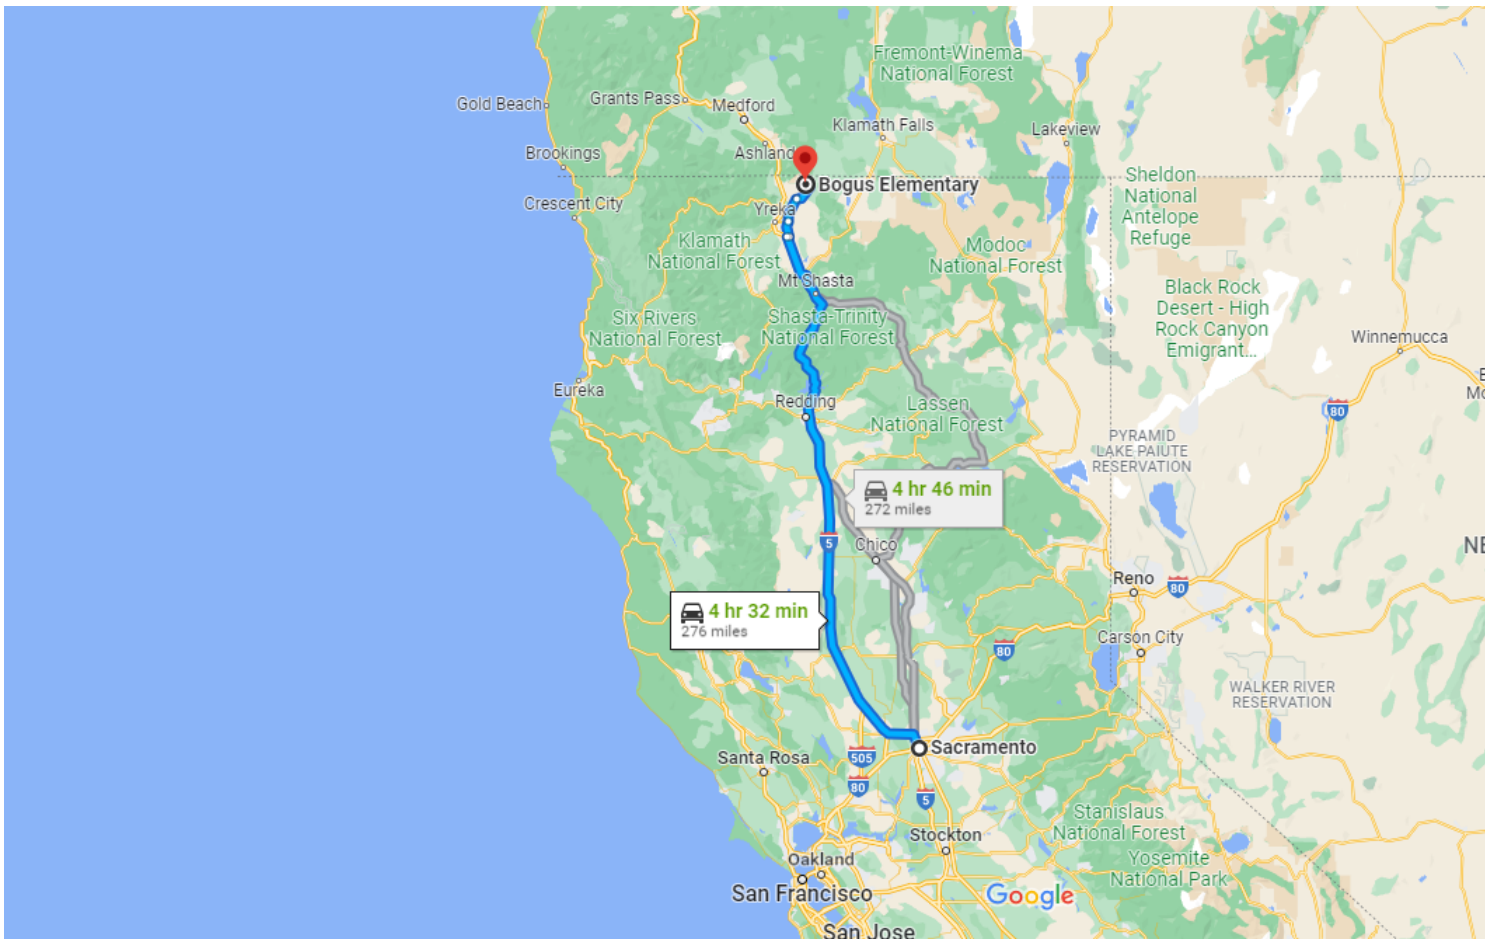 Fremont-Winema
National Forest
Gold Beach
Grants Pass
Medford
Klamath Falls
Lakeview
Brookings
Ashland
Bogus Elementary
Sheldon
National
Antelope
Refuge
Crescent City
Yreka
Klamath
National Forest
Modoc
National Forest
Mt Shasta
Black Rock
Desert - High
Rock Canyon
Emigrant...
Six Rivers
National Forest
Shasta-Trinity
National Forest
Winnemucca
Eureka
Redding
Lassen
National Forest
80
PYRAMID
LAKE PAIUTE
RESERVATION
4 hr 46 min
272 miles
5
Chico
NE
Reno
80
4 hr 32 min
276 miles
80
Carson City
WALKER RIVER
RESERVATION
Sacramento
Santa Rosa
505
80
5
Stanislaus
National Forest
Stockton
Oakland
Yosemite
National Park
San Francisco
Google
San Jose